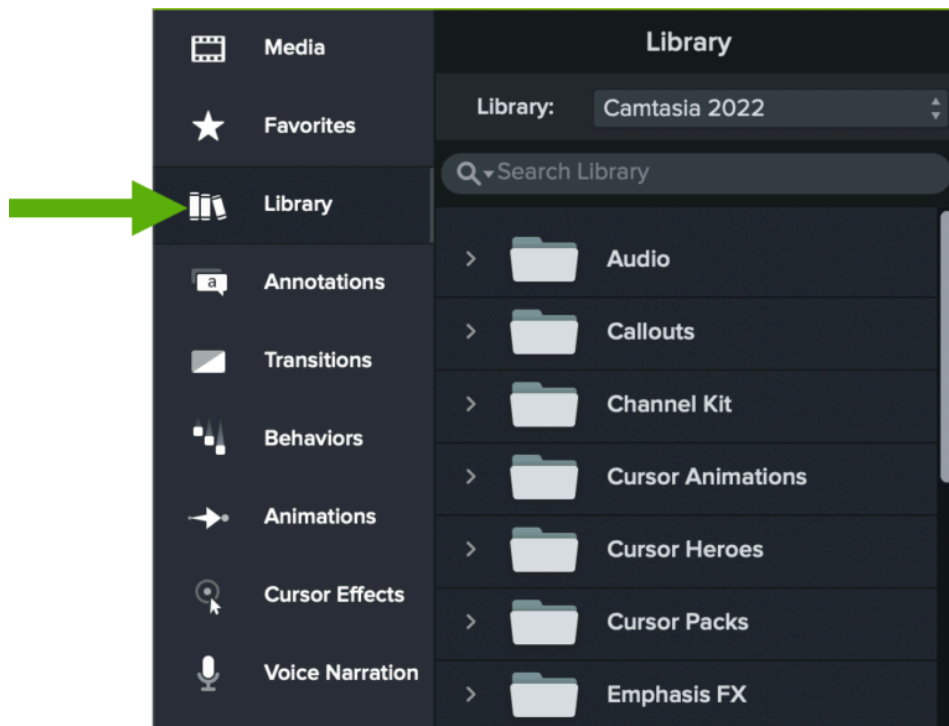 Media
Favorites
Library
a
Annotations
Transitions
Behaviors
Animations
Cursor Effects
Voice Narration
Library
Library:
Camtasia 2022
Search Library
Audio
Callouts
Channel Kit
Cursor Animations
Cursor Heroes
Cursor Packs
Emphasis FX